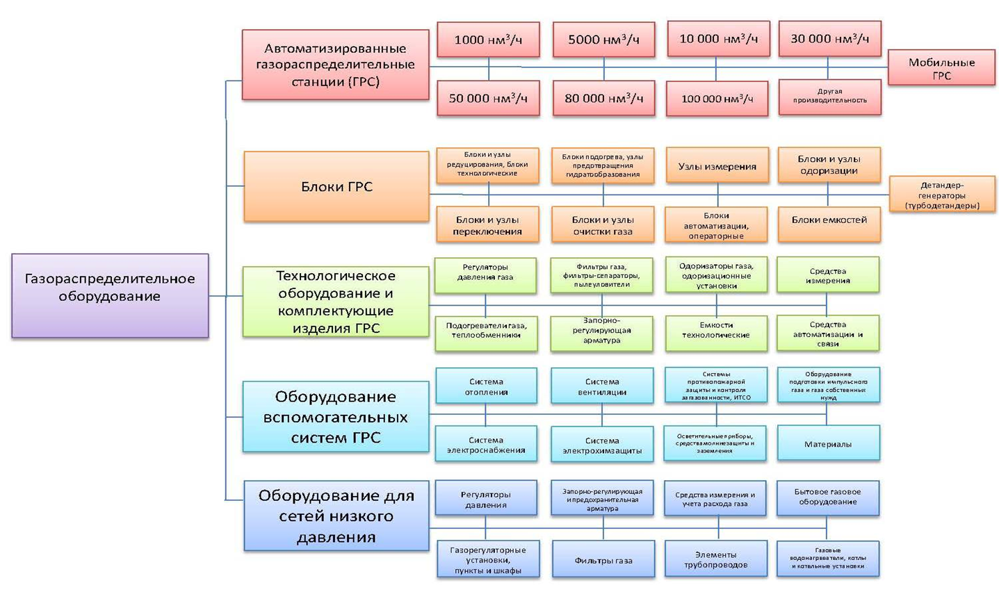 Газораспределительное
оборудование
Автоматизированные
газораспределительные
станции (ГРС)
1000 нм³/ч
5000 нм³/ч
10 000 нм³/ч
30 000 нм³/ч
50 000 нм³/ч
80 000 нм³/ч
100 000 нм³/ч
Другая
производительность
Мобильные
ГРС
Блоки ГРС
Блоки и узлы
редуцирования, блоки
технологические
Блоки подогрева, узлы
предотвращения
гидратообразования
Узлы измерения
Блоки и узлы
одоризации
Блоки и узлы
переключения
Блоки и узлы
очистки газа
Блоки
автоматизации,
операторные
Блоки емкостей
Детандер-
генераторы
(турбодетандеры)
Технологическое
оборудование и
комплектующие
изделия ГРС
Регуляторы
давления газа
Фильтры газа,
фильтры-сепараторы,
пылеуловители
Одоризаторы газа,
одоризационные
установки
Средства
измерения
Подогреватели газа,
теплообменники
Запорно-
регулирующая
арматура
Емкости
технологические
Средства
автоматизации и
связи
Оборудование
вспомогательных
систем ГРС
Система
отопления
Система
вентиляции
Системы
противопожарной
защиты и контроля
загазованности, ИТСО
Оборудование
подготовки импульсного
газа и газа собственных
нужд
Система
электроснабжения
Система
электрохимзащиты
Осветительные приборы,
средства молниезащиты и
заземления
Материалы
Оборудование для
сетей низкого
давления
Регуляторы
давления
Запорно-регулирующая
и предохранительная
арматура
Средства измерения и
учета расхода газа
Бытовое газовое
оборудование
Газорегуляторные
установки,
пункты и шкафы
Фильтры газа
Элементы
трубопроводов
Газовые
водонагреватели, котлы
и котельные установки